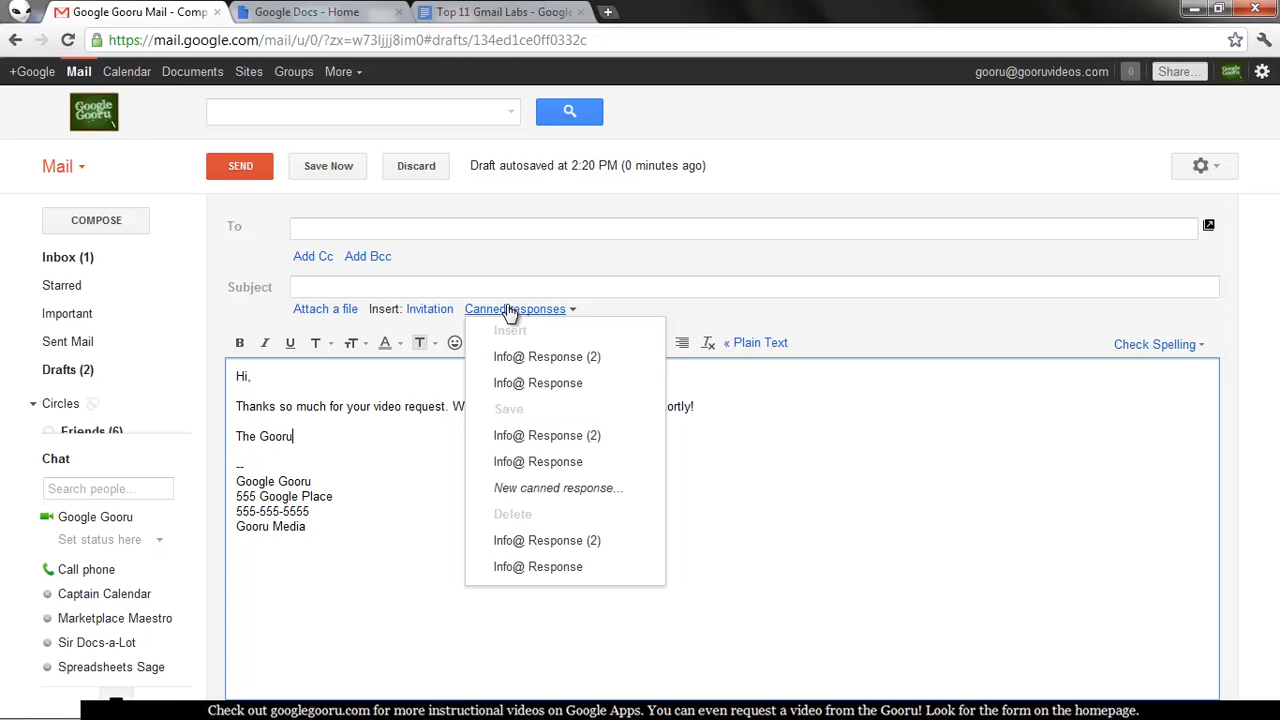 Google Gooru Mail - Comp
Google Docs - Home
Top 11 Gmail Labs - Google
https://mail.google.com/mail/u/0/?zx=w73ljjj8im0#drafts/134ed1ce0ff0332c
+Google Mail Calendar Documents Sites Groups More
gooru@gooruvideos.com 0 Share...
Google Gooru
Mail
SEND Save Now Discard Draft autosaved at 2:20 PM (0 minutes ago)
COMPOSE
Inbox (1)
Starred
Important
Sent Mail
Drafts (2)
Circles
Friends (6)
Chat
Search people...
Google Gooru
Set status here
Call phone
Captain Calendar
Marketplace Maestro
Sir Docs-a-Lot
Spreadsheets Sage
To
Add Cc Add Bcc
Subject
Attach a file Insert: Invitation Canned responses
B I U T тT A T « Plain Text Check Spelling
Insert
Info@ Response (2)
Info@ Response
Save
Info@ Response (2)
Info@ Response
New canned response...
Delete
Info@ Response (2)
Info@ Response
Hi,
Thanks so much for your video request. W ortly!
The Gooru
--
Google Gooru
555 Google Place
555-555-5555
Gooru Media
Check out googlegooru.com for more instructional videos on Google Apps. You can even request a video from the Gooru! Look for the form on the homepage.